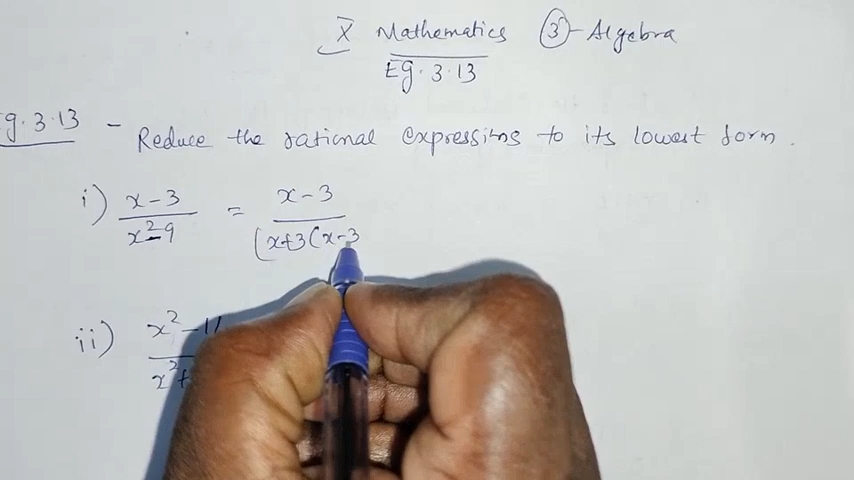 X Mathematics ③-Algebra
Eg.3.13
Eg.3.13 - Reduce the rational expressions to its lowest form.
i) x-3 / x²-9 = x-3 / (x+3(x-3
ii) x² - 11 / x² +